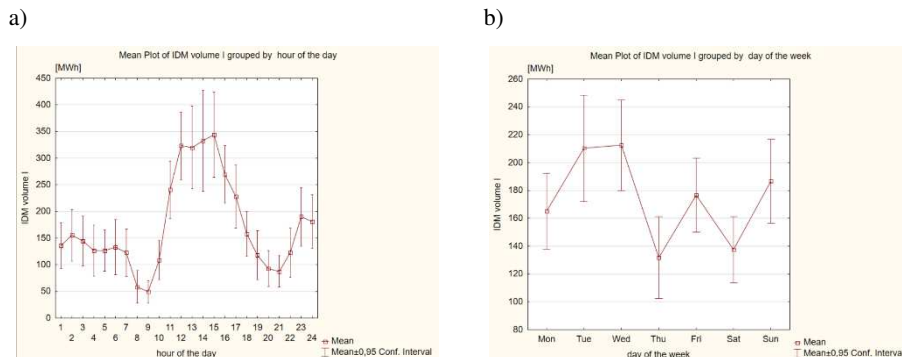 a)
b)
Mean Plot of IDM volume I grouped by hour of the day
[MWh]
450
400
350
300
250
200
150
100
50
0
IDM volume I
1 3 5 7 9 11 13 15 17 19 21 23
2 4 6 8 10 12 14 16 18 20 22 24
hour of the day
Mean
Mean±0,95 Conf. Interval
Mean Plot of IDM volume I grouped by day of the week
[MWh]
260
240
220
200
180
160
140
120
100
80
IDM volume I
Mon Tue Wed Thu Fri Sat Sun
day of the week
Mean
Mean±0,95 Conf. Interval